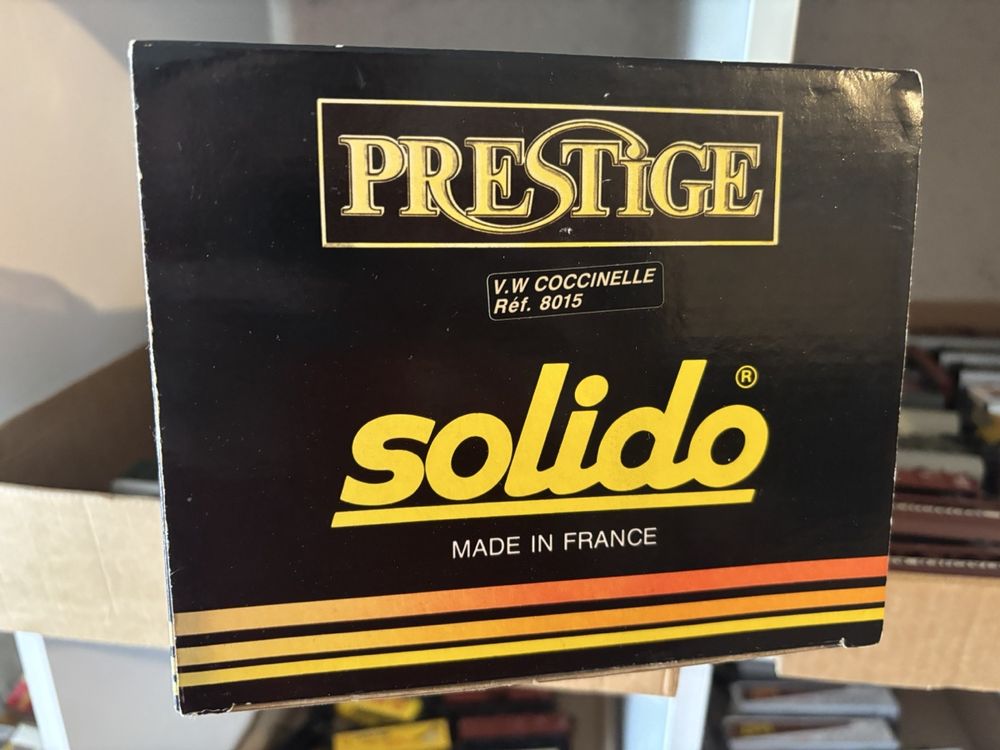 PRESTiGE
V.W COCCINELLE
Réf. 8015
solido®
MADE IN FRANCE